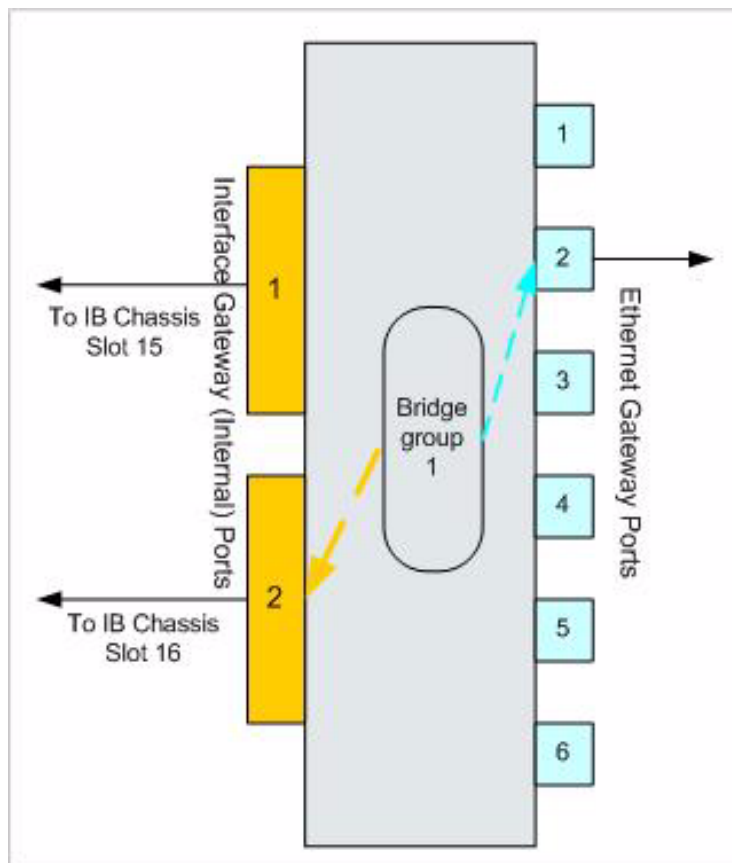 1
Interface Gateway (Internal) Ports
1
2
To IB Chassis
Slot 15
Ethernet Gateway Ports
3
Bridge
group
1
4
2
To IB Chassis
Slot 16
5
6